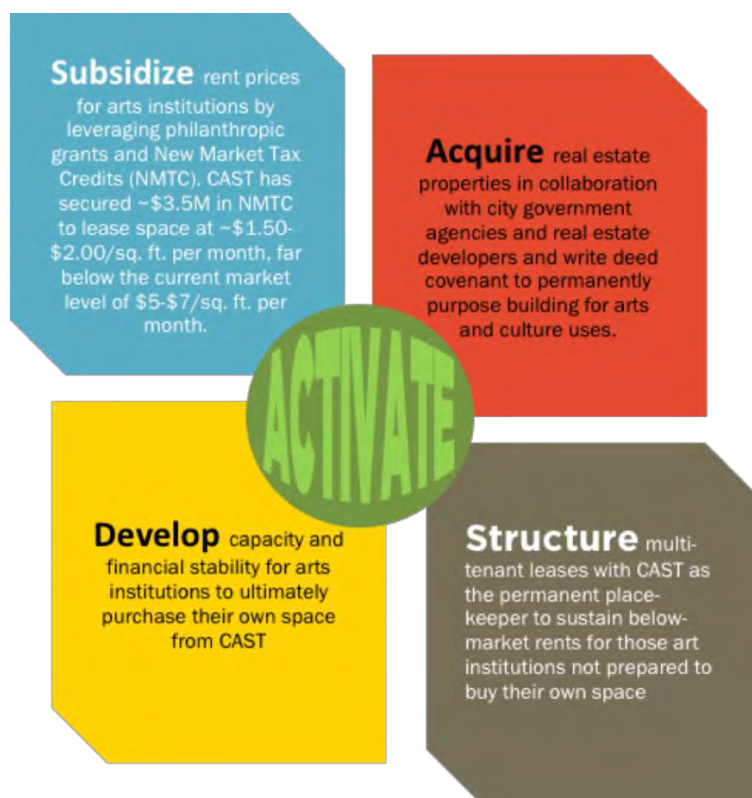 Subsidize rent prices
for arts institutions by
leveraging philanthropic
grants and New Market Tax
Credits (NMTC). CAST has
secured ~$3.5M in NMTC
to lease space at ~$1.50-
$2.00/sq. ft. per month, far
below the current market
level of $5-$7/sq. ft. per
month.
Acquire real estate
properties in collaboration
with city government
agencies and real estate
developers and write deed
covenant to permanently
purpose building for arts
and culture uses.
ACTIVATE
Develop capacity and
financial stability for arts
institutions to ultimately
purchase their own space
from CAST
Structure multi-
tenant leases with CAST as
the permanent place-
keeper to sustain below-
market rents for those art
institutions not prepared to
buy their own space